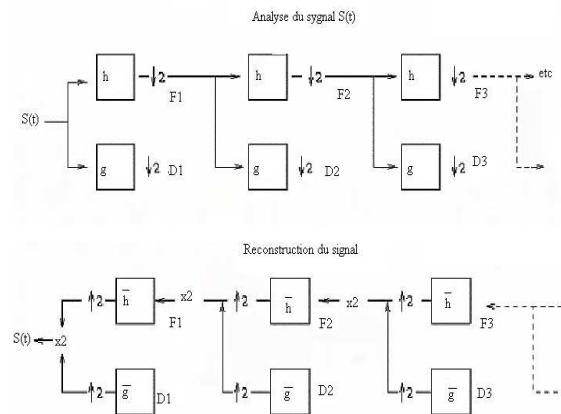 Analyse du sygnal S(t)
h ↓2 h ↓2 h ↓2 etc
F1 F2 F3
S(t)
g ↓2 D1 g ↓2 D2 g ↓2 D3
Reconstruction du signal
↑2 h̅ x2 ↑2 h̅ x2 ↑2 h̅
F1 F2 F3
S(t) x2
↑2 g̅ D1 ↑2 g̅ D2 ↑2 g̅ D3